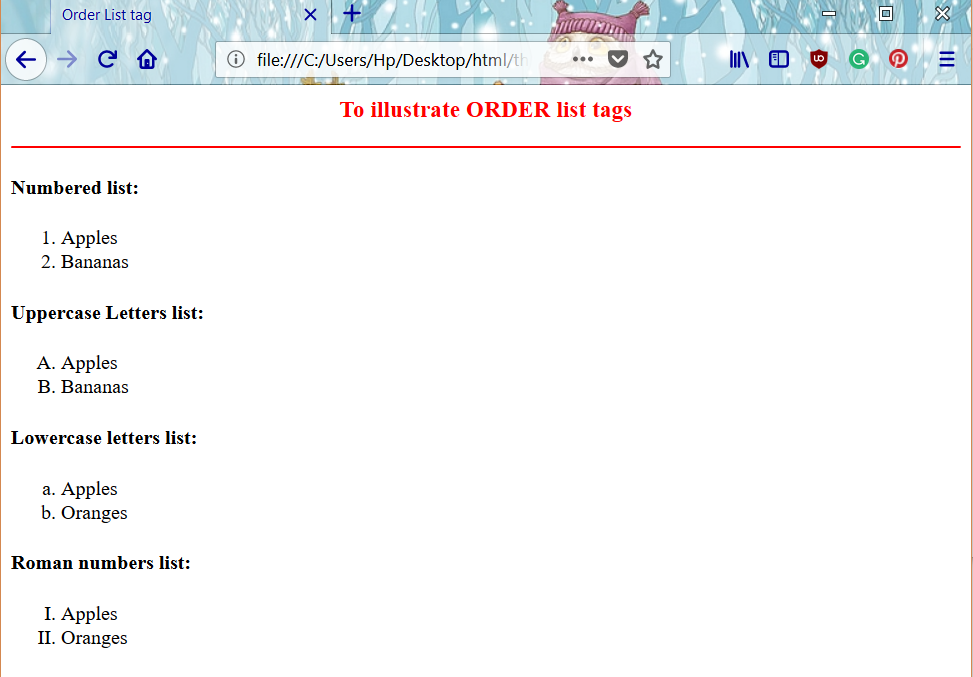 Order List tag
file:///C:/Users/Hp/Desktop/html/th
To illustrate ORDER list tags
Numbered list:
1. Apples
2. Bananas
Uppercase Letters list:
A. Apples
B. Bananas
Lowercase letters list:
a. Apples
b. Oranges
Roman numbers list:
I. Apples
II. Oranges